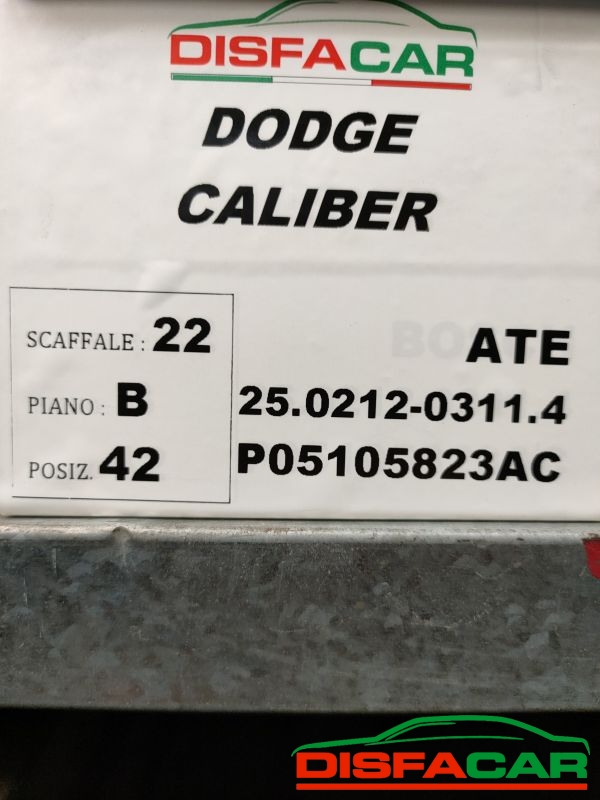 DISFACAR
DODGE
CALIBER
SCAFFALE : 22
PIANO : B
POSIZ. 42
ATE
25.0212-0311.4
P05105823AC
DISFACAR